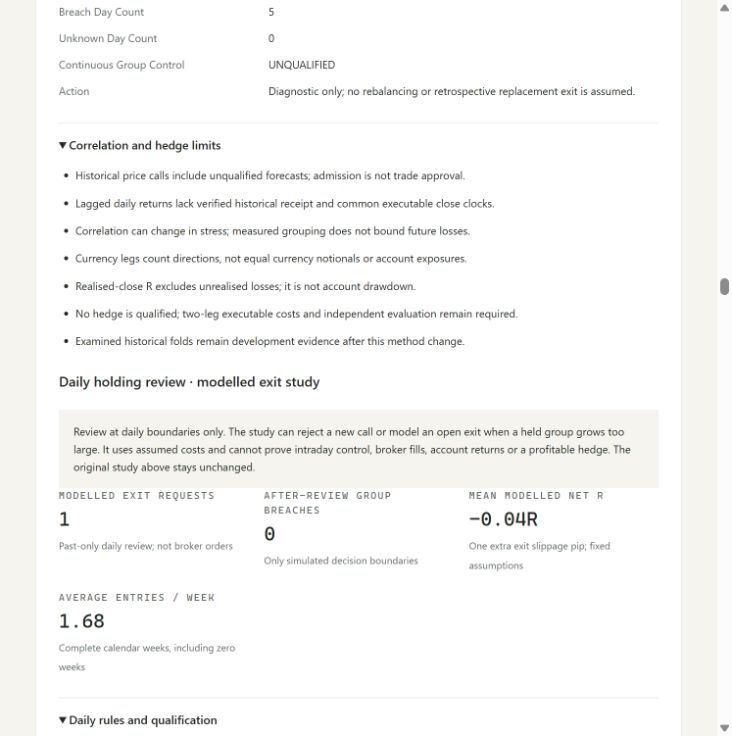 Breach Day Count 5
Unknown Day Count 0
Continuous Group Control UNQUALIFIED
Action Diagnostic only; no rebalancing or retrospective replacement exit is assumed.
▼ Correlation and hedge limits
• Historical price calls include unqualified forecasts; admission is not trade approval.
• Lagged daily returns lack verified historical receipt and common executable close clocks.
• Correlation can change in stress; measured grouping does not bound future losses.
• Currency legs count directions, not equal currency notionals or account exposures.
• Realised-close R excludes unrealised losses; it is not account drawdown.
• No hedge is qualified; two-leg executable costs and independent evaluation remain required.
• Examined historical folds remain development evidence after this method change.
Daily holding review · modelled exit study
Review at daily boundaries only. The study can reject a new call or model an open exit when a held group grows too
large. It uses assumed costs and cannot prove intraday control, broker fills, account returns or a profitable hedge. The
original study above stays unchanged.
MODELLED EXIT REQUESTS
1
Past-only daily review; not broker orders
AFTER-REVIEW GROUP
BREACHES
0
Only simulated decision boundaries
MEAN MODELLED NET R
−0.04R
One extra exit slippage pip; fixed
assumptions
AVERAGE ENTRIES / WEEK
1.68
Complete calendar weeks, including zero
weeks
▼ Daily rules and qualification